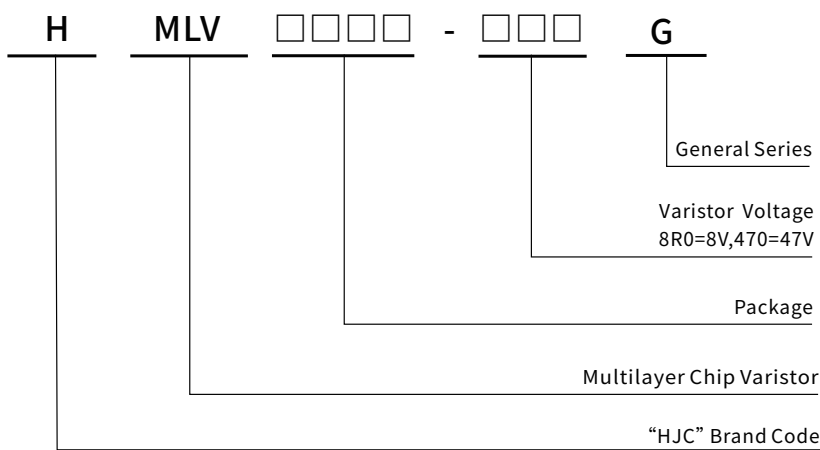 H MLV □□□□ - □□□ G
General Series
Varistor Voltage
8R0=8V,470=47V
Package
Multilayer Chip Varistor
“HJC” Brand Code